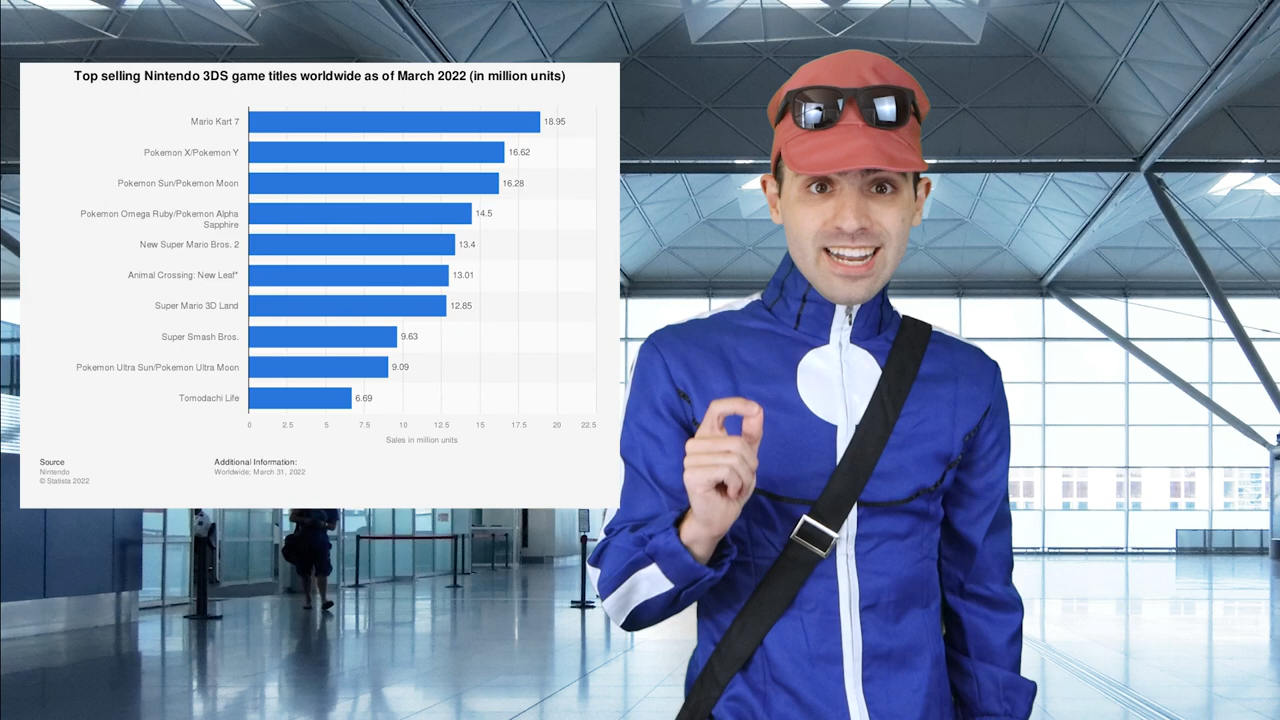 Top selling Nintendo 3DS game titles worldwide as of March 2022 (in million units)
Mario Kart 7 18.95
Pokemon X/Pokemon Y 16.62
Pokemon Sun/Pokemon Moon 16.28
Pokemon Omega Ruby/Pokemon Alpha
Sapphire 14.5
New Super Mario Bros. 2 13.4
Animal Crossing: New Leaf* 13.01
Super Mario 3D Land 12.85
Super Smash Bros. 9.63
Pokemon Ultra Sun/Pokemon Ultra Moon 9.09
Tomodachi Life 6.69
0 2.5 5 7.5 10 12.5 15 17.5 20 22.5
Sales in million units
Source
Nintendo
© Statista 2022
Additional Information:
Worldwide; March 31, 2022